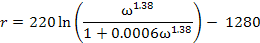 r = 220 ln(ω^1.38 / (1 + 0.0006ω^1.38)) − 1280